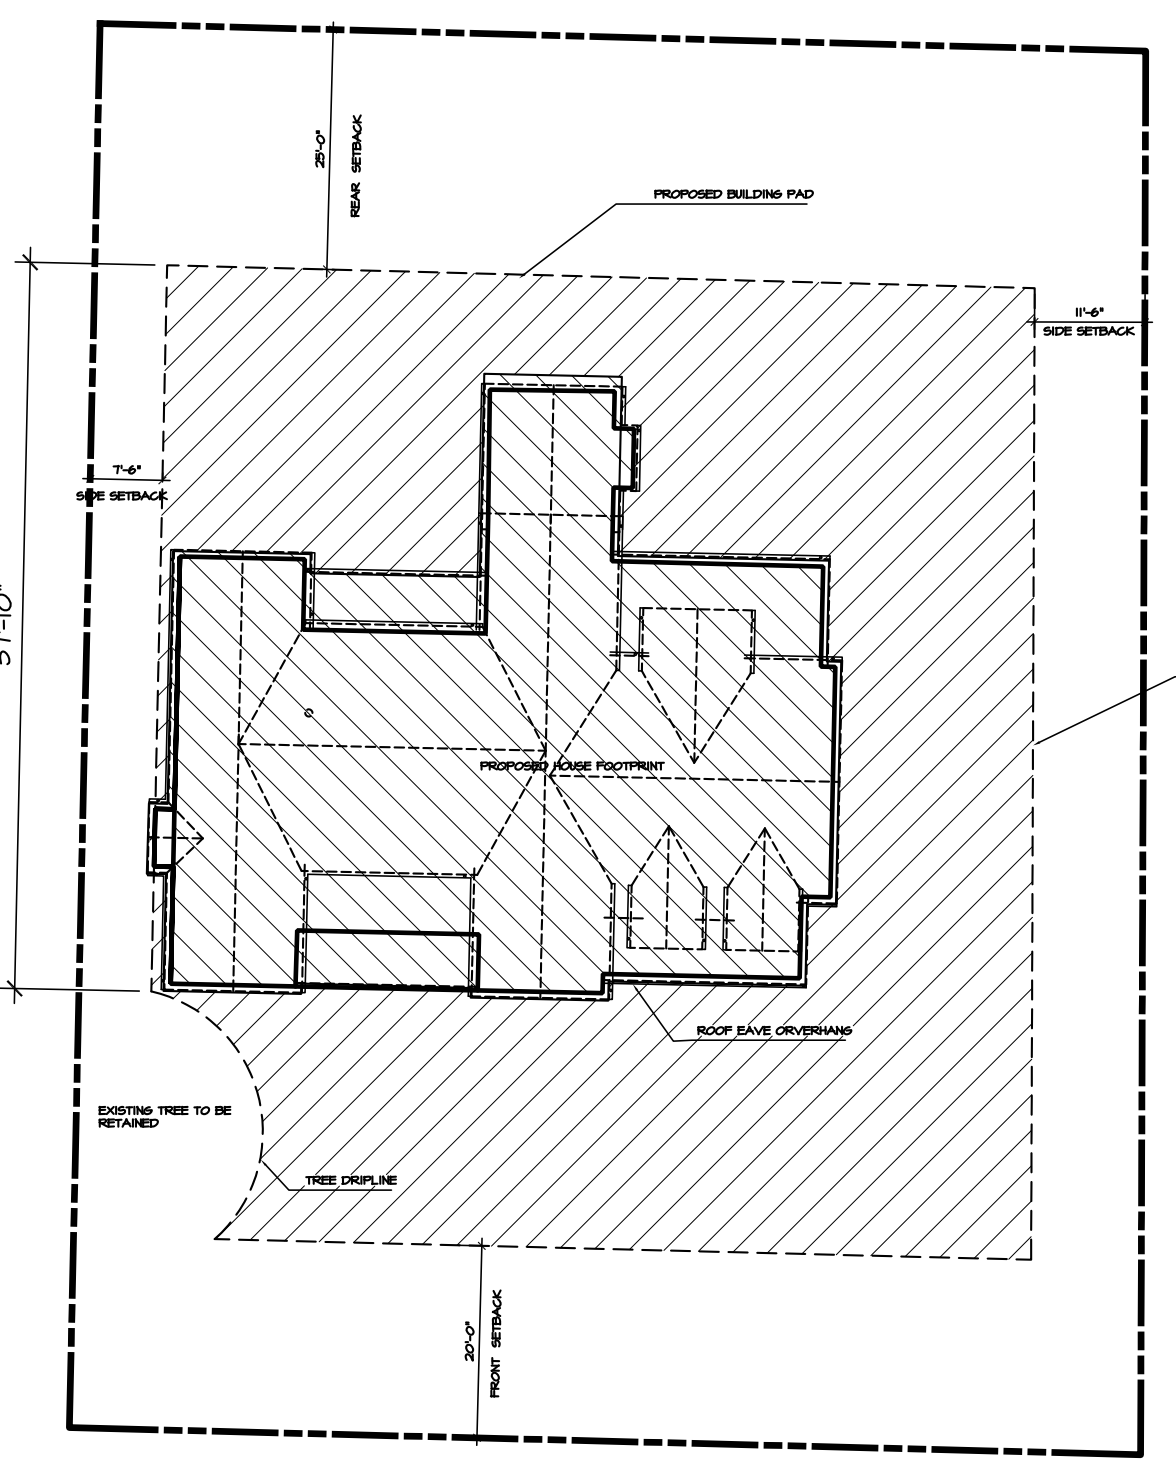 25'-0"
REAR SETBACK
PROPOSED BUILDING PAD
11'-6"
SIDE SETBACK
7'-6"
SIDE SETBACK
PROPOSED HOUSE FOOTPRINT
ROOF EAVE ORVERHANG
EXISTING TREE TO BE
RETAINED
TREE DRIPLINE
20'-0"
FRONT SETBACK